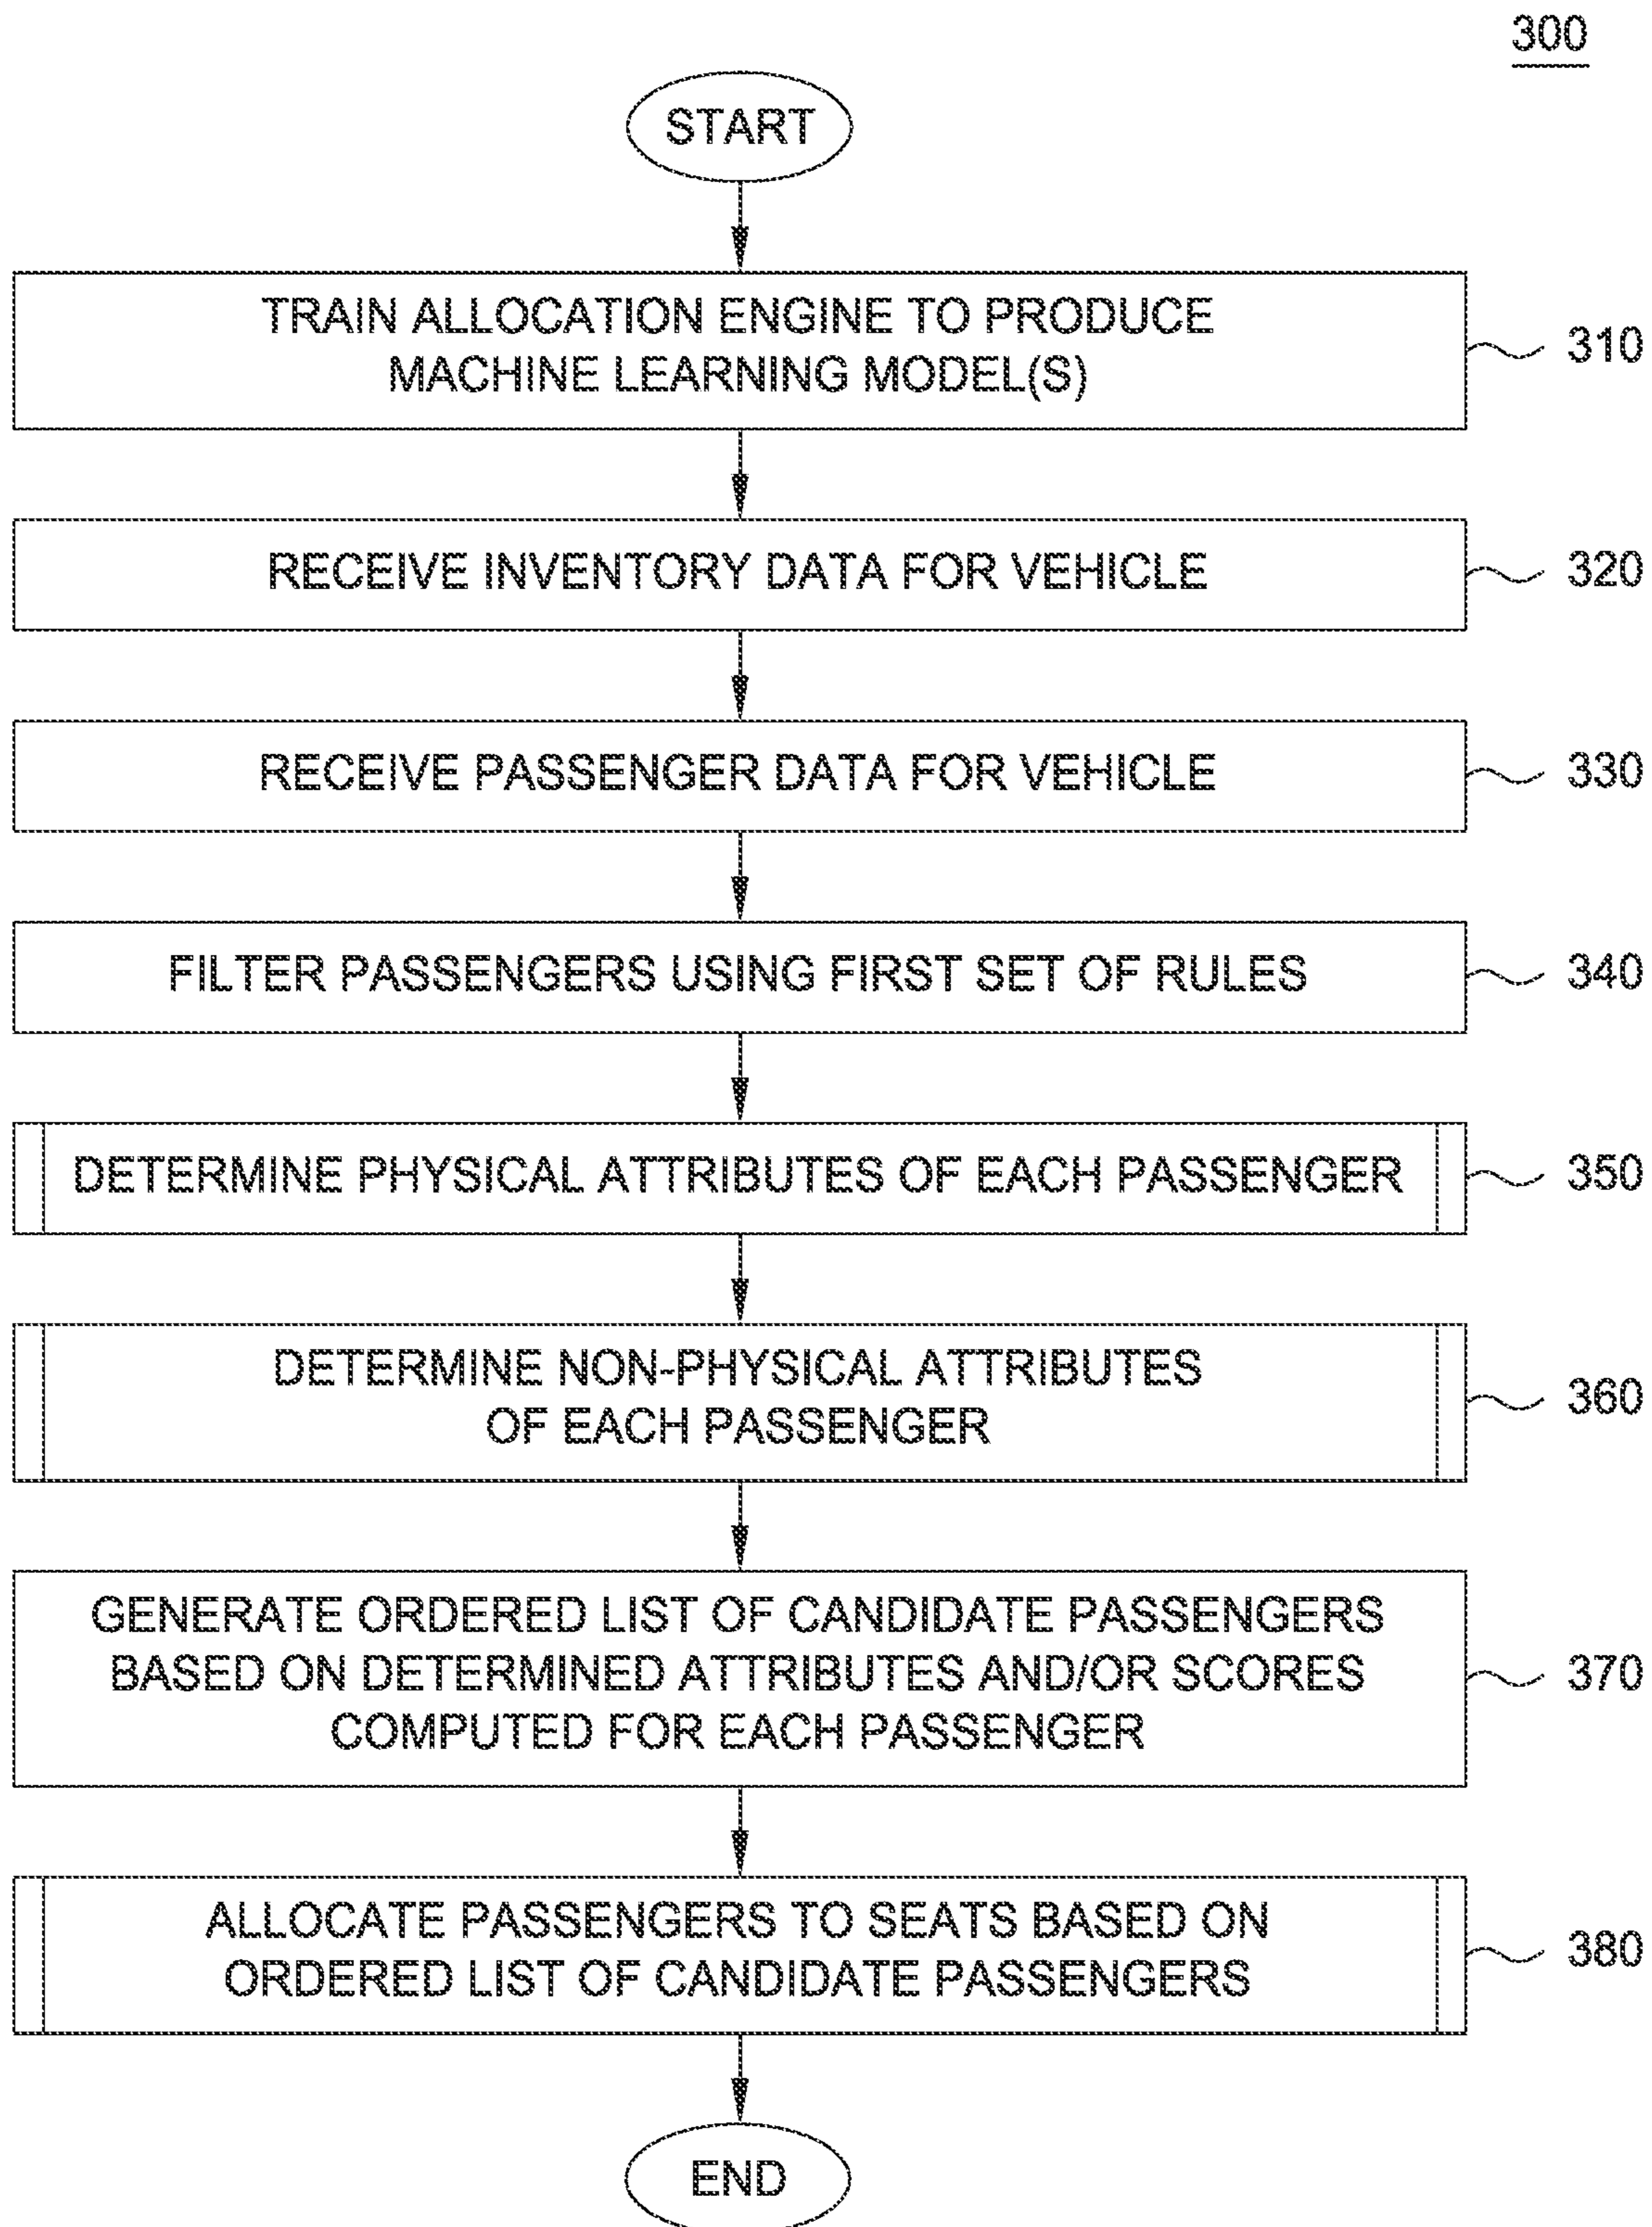 300
START
TRAIN ALLOCATION ENGINE TO PRODUCE
MACHINE LEARNING MODEL(S)
310
RECEIVE INVENTORY DATA FOR VEHICLE
320
RECEIVE PASSENGER DATA FOR VEHICLE
330
FILTER PASSENGERS USING FIRST SET OF RULES
340
DETERMINE PHYSICAL ATTRIBUTES OF EACH PASSENGER
350
DETERMINE NON-PHYSICAL ATTRIBUTES
OF EACH PASSENGER
360
GENERATE ORDERED LIST OF CANDIDATE PASSENGERS
BASED ON DETERMINED ATTRIBUTES AND/OR SCORES
COMPUTED FOR EACH PASSENGER
370
ALLOCATE PASSENGERS TO SEATS BASED ON
ORDERED LIST OF CANDIDATE PASSENGERS
380
END